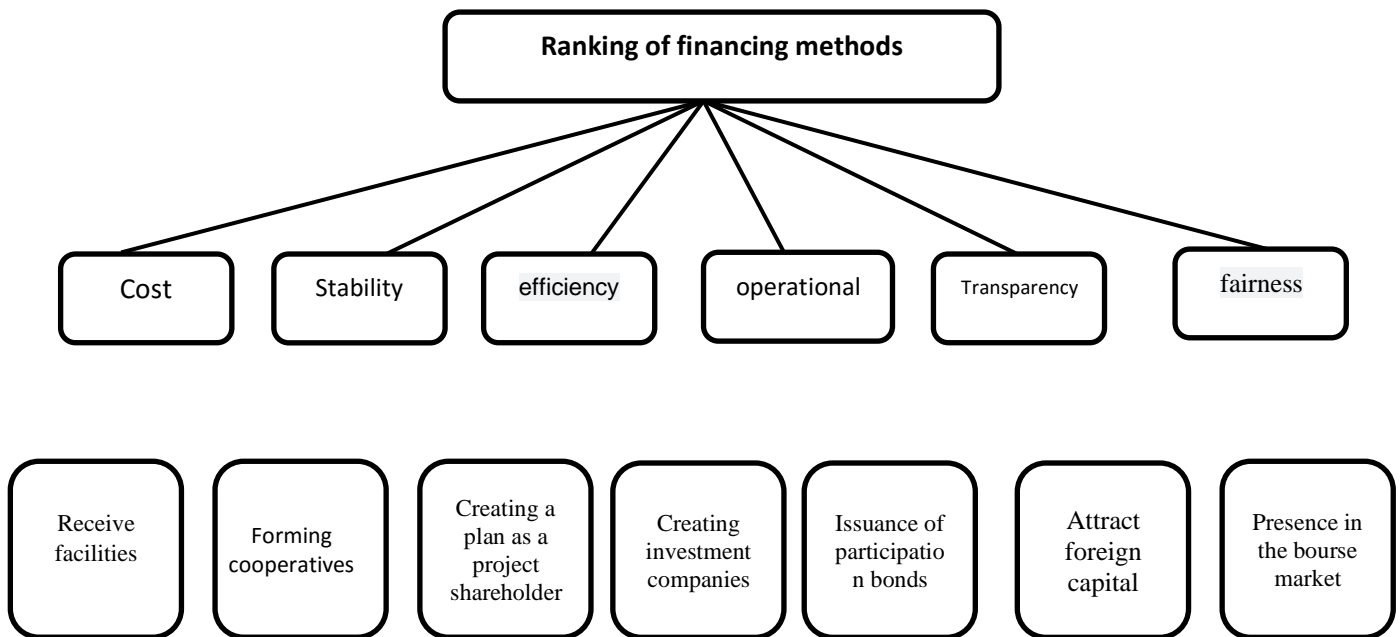 Ranking of financing methods
Cost
Stability
efficiency
operational
Transparency
fairness
Receive
facilities
Forming
cooperatives
Creating a
plan as a
project
shareholder
Creating
investment
companies
Issuance of
participatio
n bonds
Attract
foreign
capital
Presence in
the bourse
market